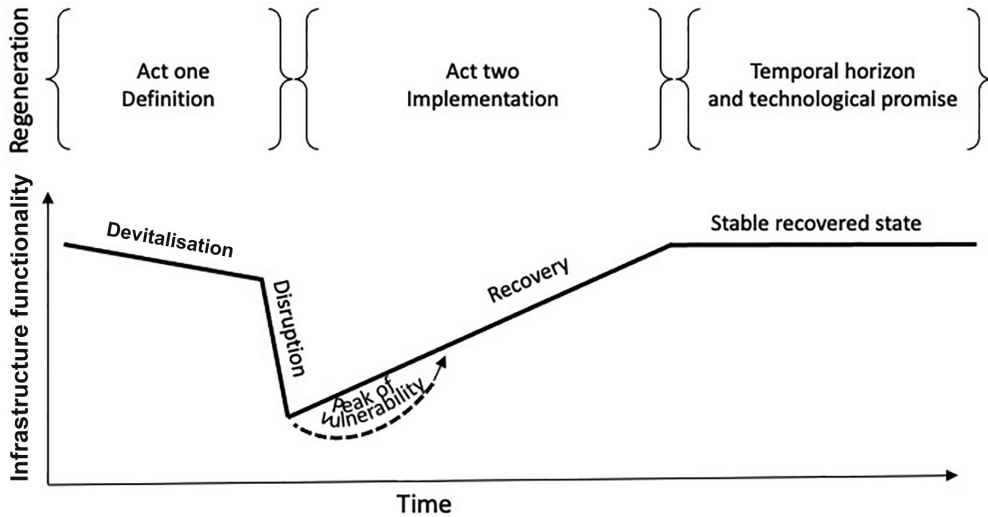 Regeneration
Act one
Definition
Act two
Implementation
Temporal horizon
and technological promise
Infrastructure functionality
Devitalisation
Disruption
Peak of
vulnerability
Recovery
Stable recovered state
Time